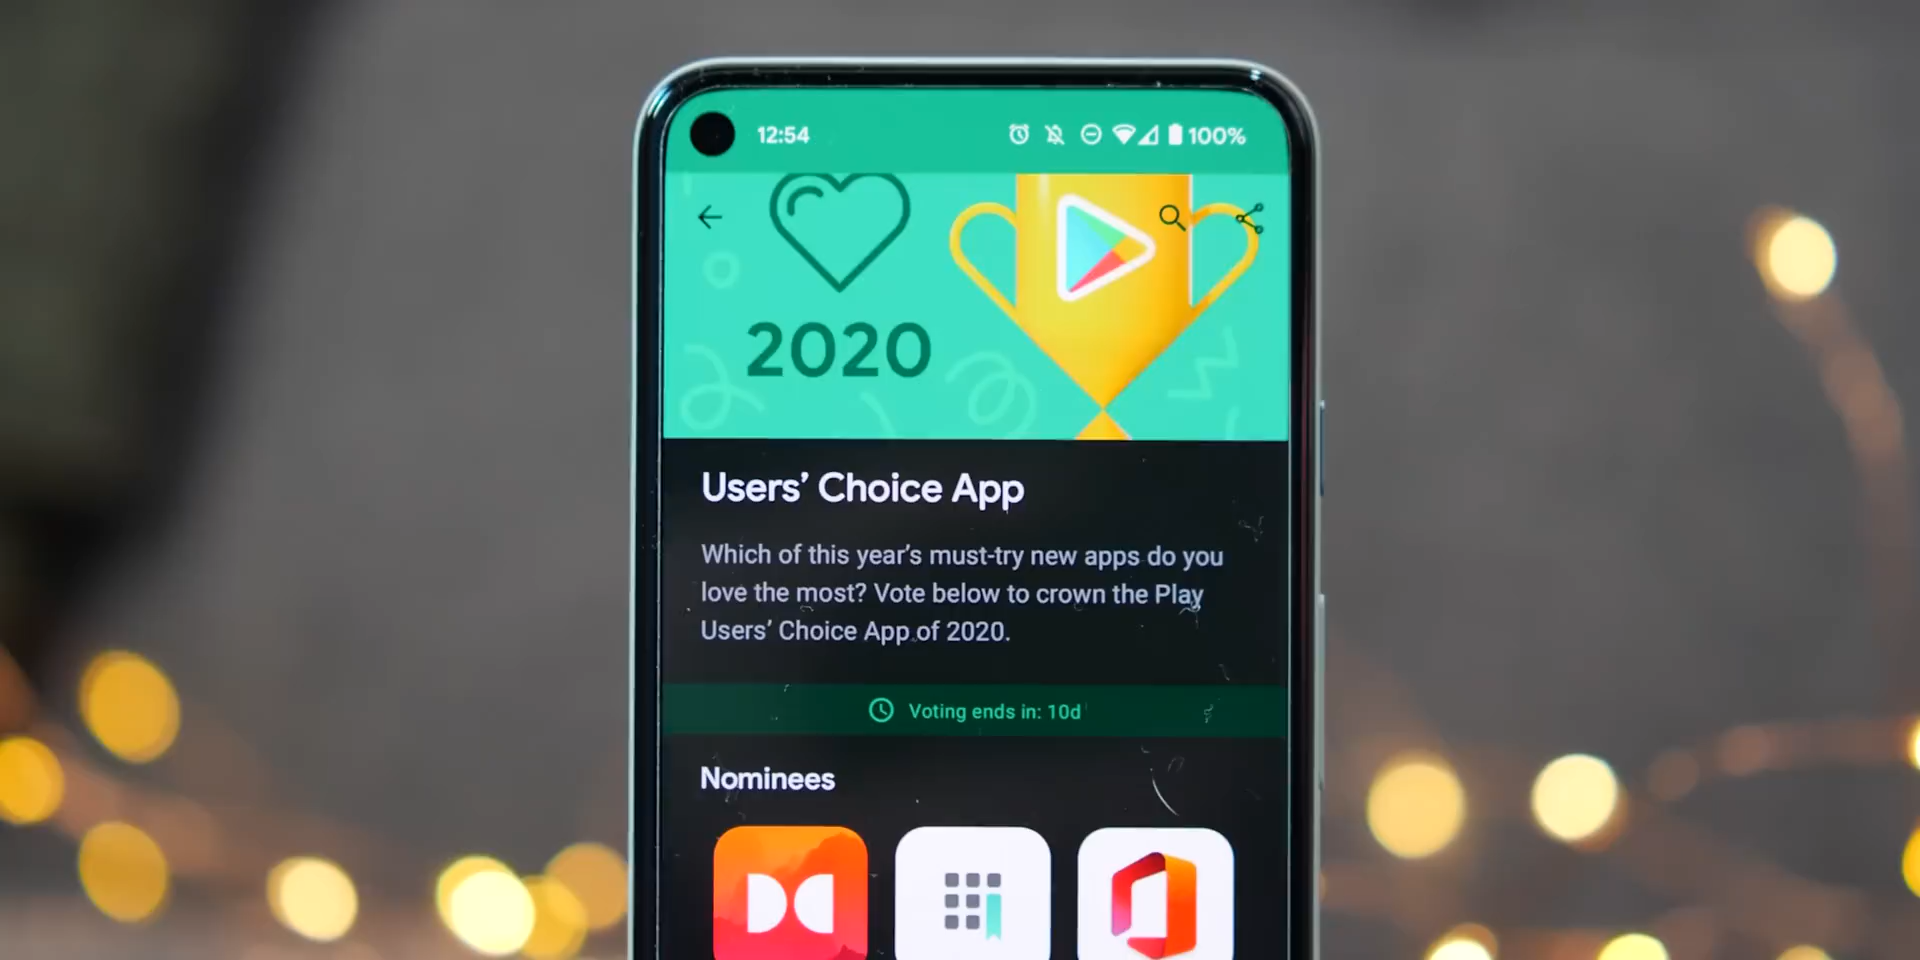 12:54
100%
2020
Users’ Choice App
Which of this year’s must-try new apps do you
love the most? Vote below to crown the Play
Users’ Choice App of 2020.
Voting ends in: 10d
Nominees